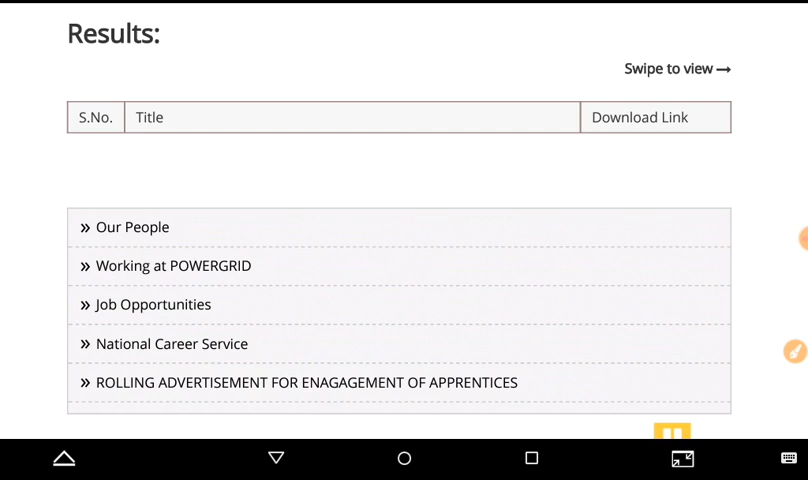 Results:
Swipe to view →
S.No. Title Download Link
» Our People
» Working at POWERGRID
» Job Opportunities
» National Career Service
» ROLLING ADVERTISEMENT FOR ENAGAGEMENT OF APPRENTICES